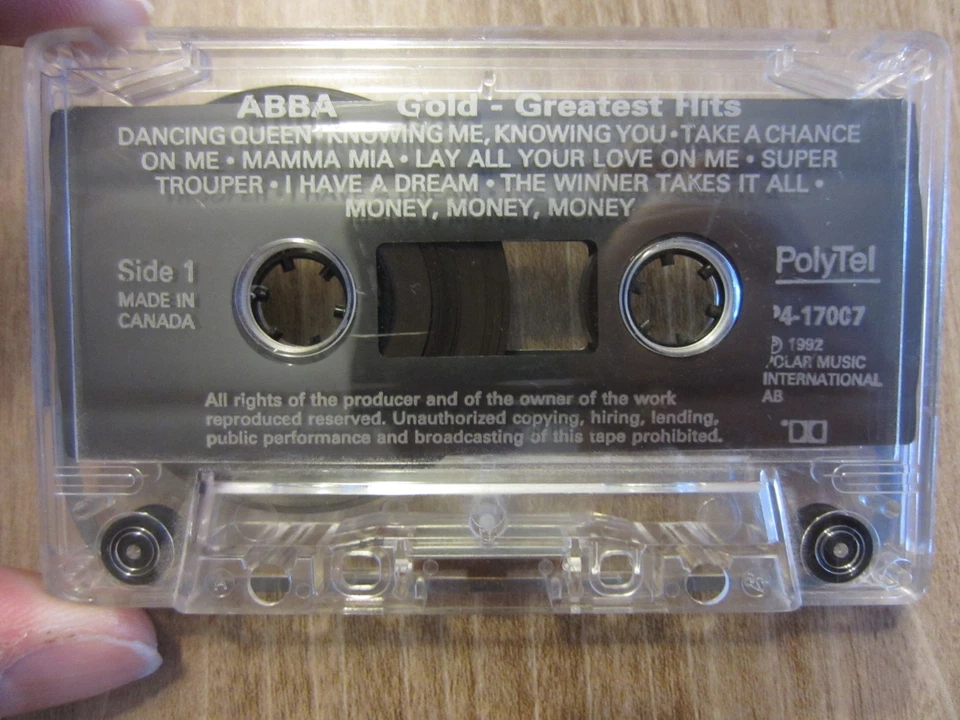 ABBA Gold - Greatest Hits
DANCING QUEEN • KNOWING ME, KNOWING YOU • TAKE A CHANCE
ON ME • MAMMA MIA • LAY ALL YOUR LOVE ON ME • SUPER
TROUPER • I HAVE A DREAM • THE WINNER TAKES IT ALL •
MONEY, MONEY, MONEY
Side 1
MADE IN
CANADA
PolyTel
P4-17007
℗ 1992
POLAR MUSIC
INTERNATIONAL
AB
All rights of the producer and of the owner of the work
reproduced reserved. Unauthorized copying, hiring, lending,
public performance and broadcasting of this tape prohibited.